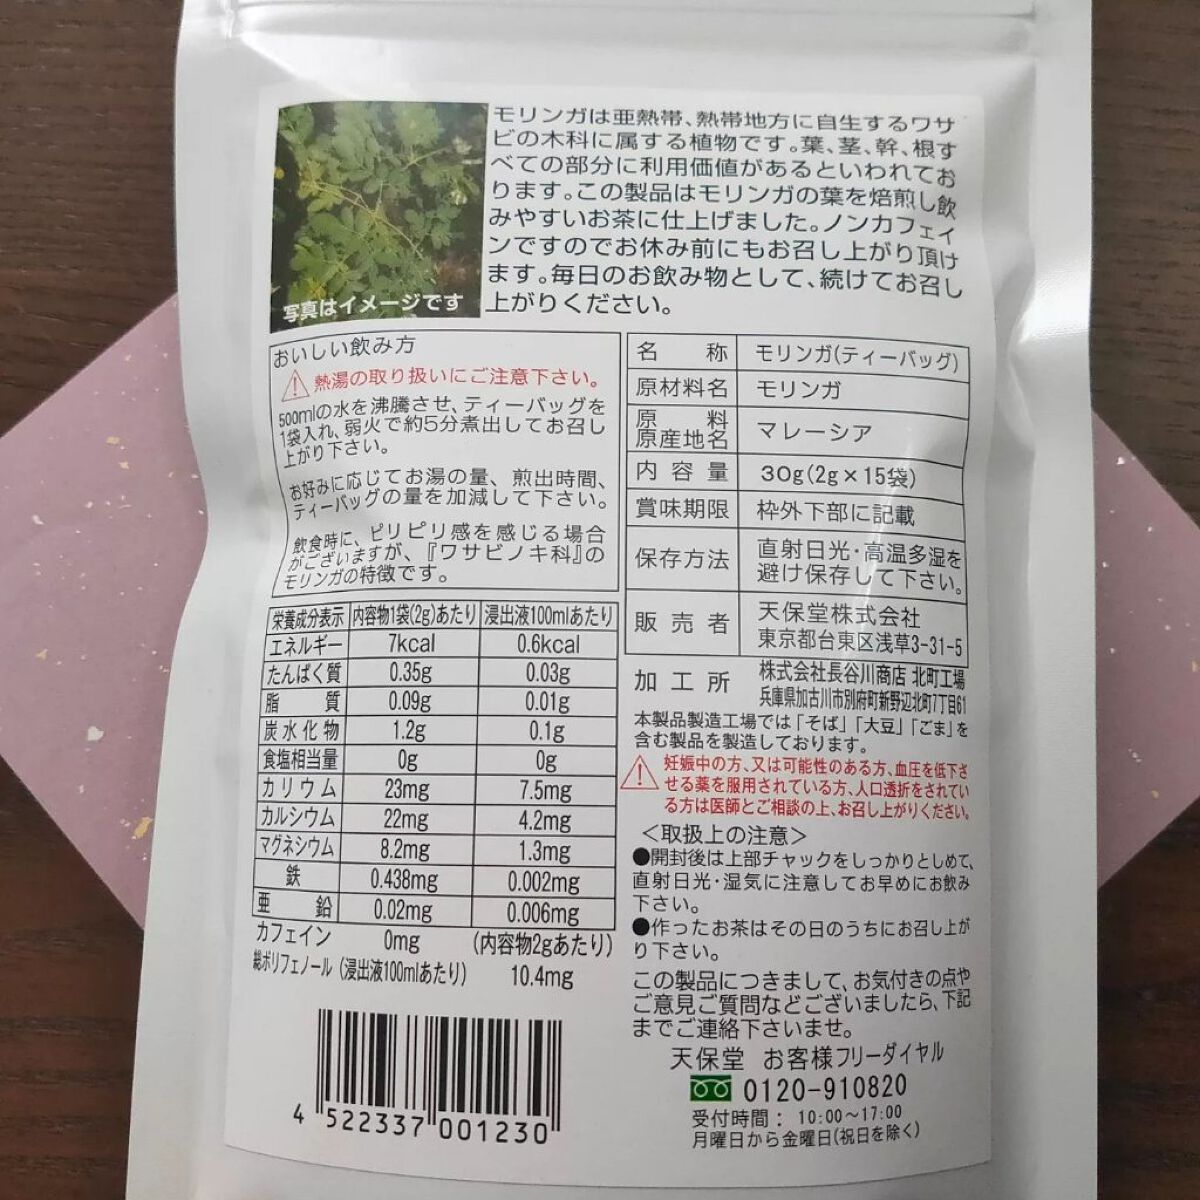 モリンガは亜熱帯、熱帯地方に自生するワサ
ビの木科に属する植物です。葉、茎、幹、根す
べての部分に利用価値があるといわれてお
ります。この製品はモリンガの葉を焙煎し飲
みやすいお茶に仕上げました。ノンカフェイ
ンですのでお休み前にもお召し上がり頂け
ます。毎日のお飲み物として、続けてお召し
上がりください。
写真はイメージです
おいしい飲み方
熱湯の取り扱いにご注意下さい。
500mlの水を沸騰させ、ティーバッグを
1袋入れ、弱火で約5分煮出してお召し
上がり下さい。
お好みに応じてお湯の量、煎出時間、
ティーバッグの量を加減して下さい。
飲食時に、ピリピリ感を感じる場合
がございますが、『ワサビノキ科』の
モリンガの特徴です。
栄養成分表示 内容物1袋(2g)あたり 浸出液100mlあたり
エネルギー 7kcal 0.6kcal
たんぱく質 0.35g 0.03g
脂質 0.09g 0.01g
炭水化物 1.2g 0.1g
食塩相当量 0g 0g
カリウム 23mg 7.5mg
カルシウム 22mg 4.2mg
マグネシウム 8.2mg 1.3mg
鉄 0.438mg 0.002mg
亜鉛 0.02mg 0.006mg
カフェイン 0mg (内容物2gあたり)
総ポリフェノール(浸出液100mlあたり) 10.4mg
4 522337 001230
名称 モリンガ(ティーバッグ)
原材料名 モリンガ
原料
原産地名 マレーシア
内容量 30g(2g×15袋)
賞味期限 枠外下部に記載
保存方法 直射日光・高温多湿を
避け保存して下さい。
販売者 天保堂株式会社
東京都台東区浅草3-31-5
加工所 株式会社長谷川商店 北町工場
兵庫県加古川市別府町新野辺北町7丁目61
本製品製造工場では「そば」「大豆」「ごま」を
含む製品を製造しております。
妊娠中の方、又は可能性のある方、血圧を低下さ
せる薬を服用されている方、人口透折をされてい
る方は医師とご相談の上、お召し上がりください。
<取扱上の注意>
●開封後は上部チャックをしっかりとしめて、
直射日光・湿気に注意してお早めにお飲み
下さい。
●作ったお茶はその日のうちにお召し上が
り下さい。
この製品につきまして、お気付きの点や
ご意見ご質問などございましたら、下記
までご連絡下さいませ。
天保堂 お客様フリーダイヤル
0120-910820
受付時間: 10:00〜17:00
月曜日から金曜日(祝日を除く)